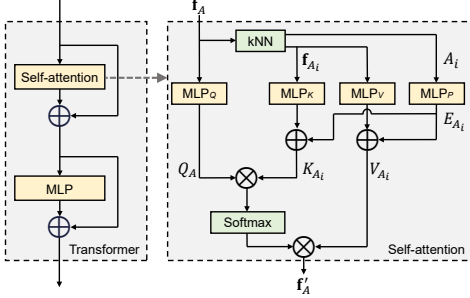 f_A
kNN
f_{A_i}
A_i
Self-attention
MLP_Q
MLP_K
MLP_V
MLP_P
E_{A_i}
Q_A
K_{A_i}
V_{A_i}
MLP
Softmax
Transformer
Self-attention
f'_A